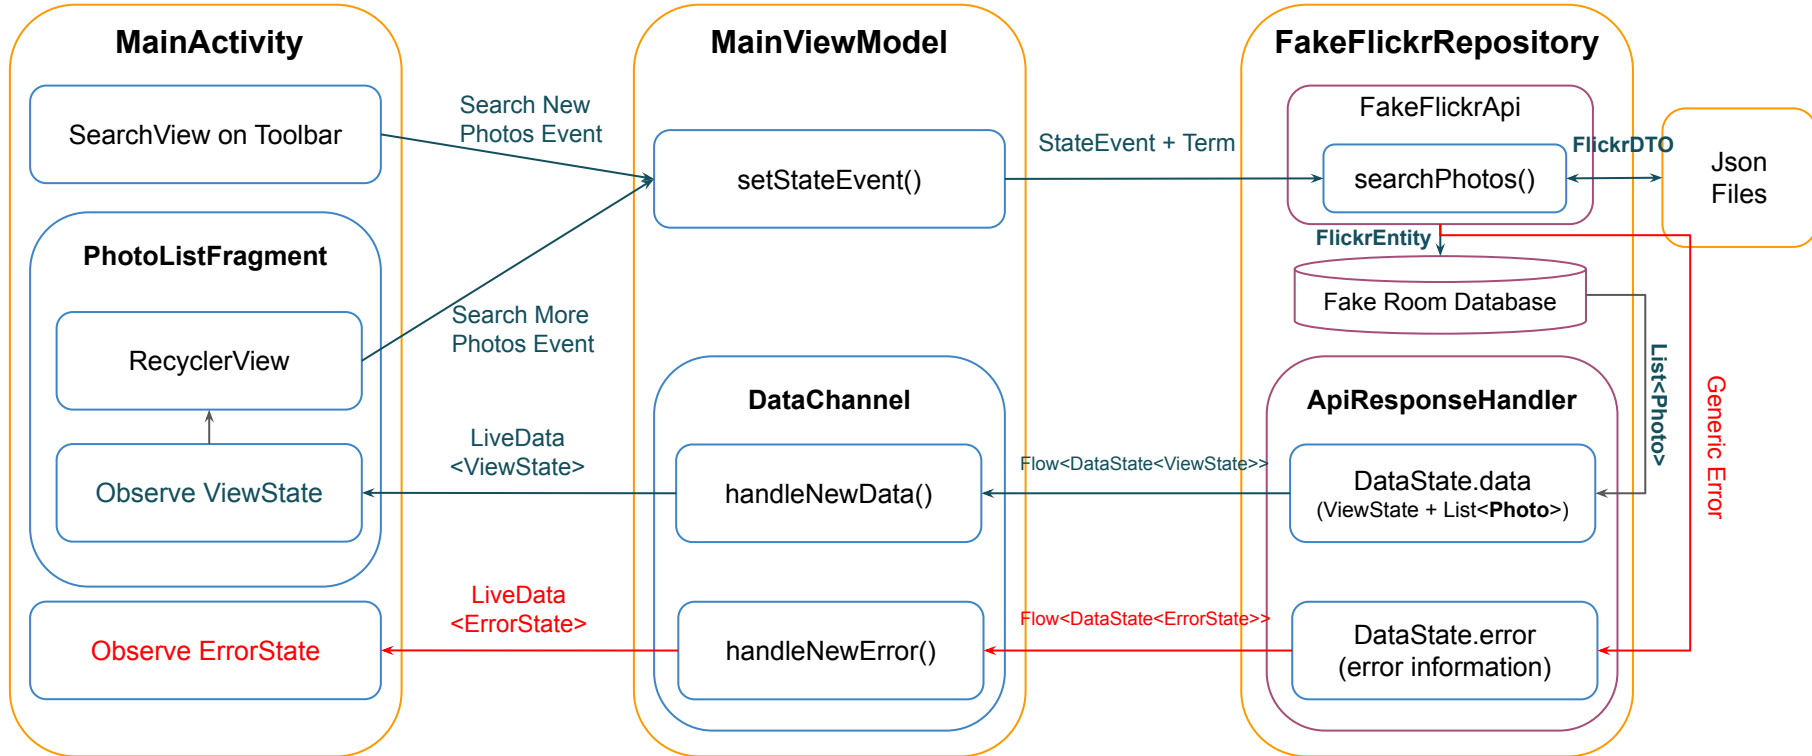 MainActivity
SearchView on Toolbar
PhotoListFragment
RecyclerView
Observe ViewState
Observe ErrorState
Search New
Photos Event
Search More
Photos Event
LiveData
<ViewState>
LiveData
<ErrorState>
MainViewModel
setStateEvent()
DataChannel
handleNewData()
handleNewError()
StateEvent + Term
Flow<DataState<ViewState>>
Flow<DataState<ErrorState>>
FakeFlickrRepository
FakeFlickrApi
searchPhotos()
FlickrDTO
Json
Files
FlickrEntity
Fake Room Database
List<Photo>
Generic Error
ApiResponseHandler
DataState.data
(ViewState + List<Photo>)
DataState.error
(error information)